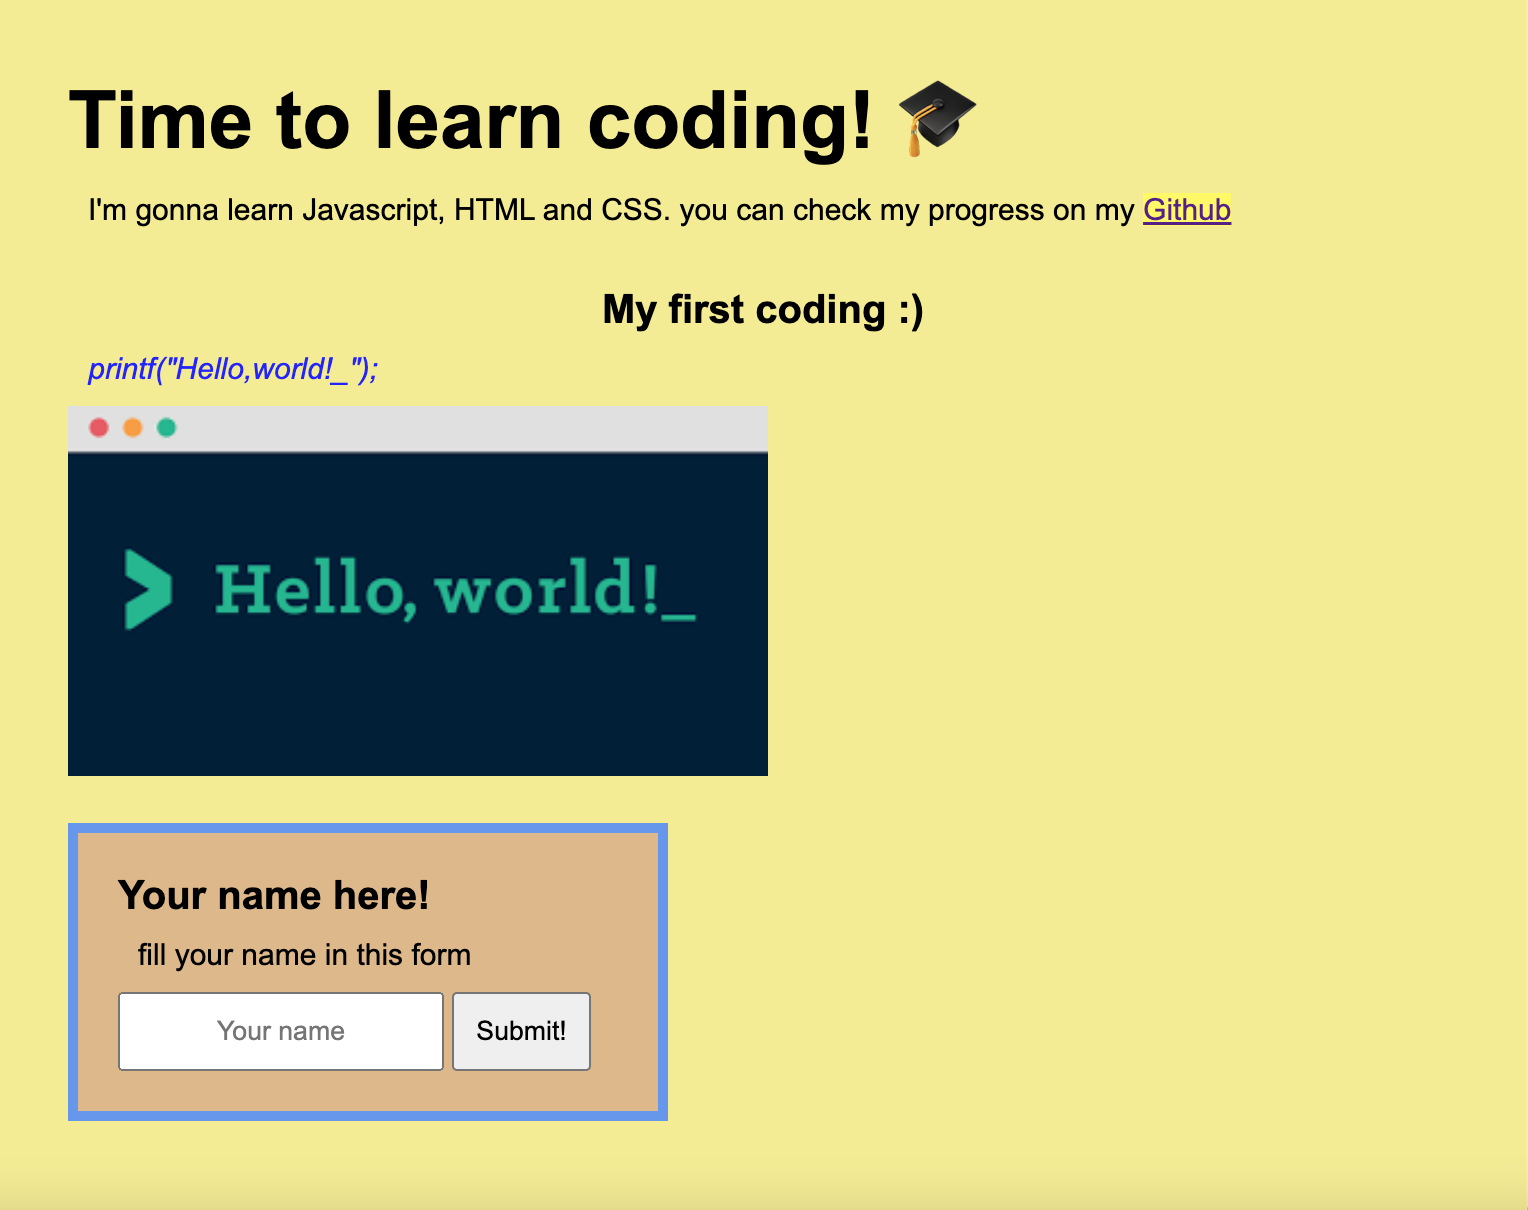 Time to learn coding! 🎓
I'm gonna learn Javascript, HTML and CSS. you can check my progress on my Github
My first coding :)
printf("Hello,world!_");
Hello, world!_
Your name here!
fill your name in this form
Your name
Submit!